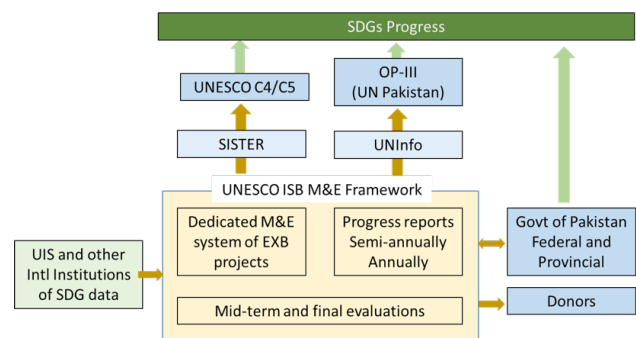 SDGs Progress
UNESCO C4/C5
OP-III
(UN Pakistan)
SISTER
UNInfo
UNESCO ISB M&E Framework
Dedicated M&E
system of EXB
projects
Progress reports
Semi-annually
Annually
Govt of Pakistan
Federal and
Provincial
UIS and other
Intl Institutions
of SDG data
Mid-term and final evaluations
Donors